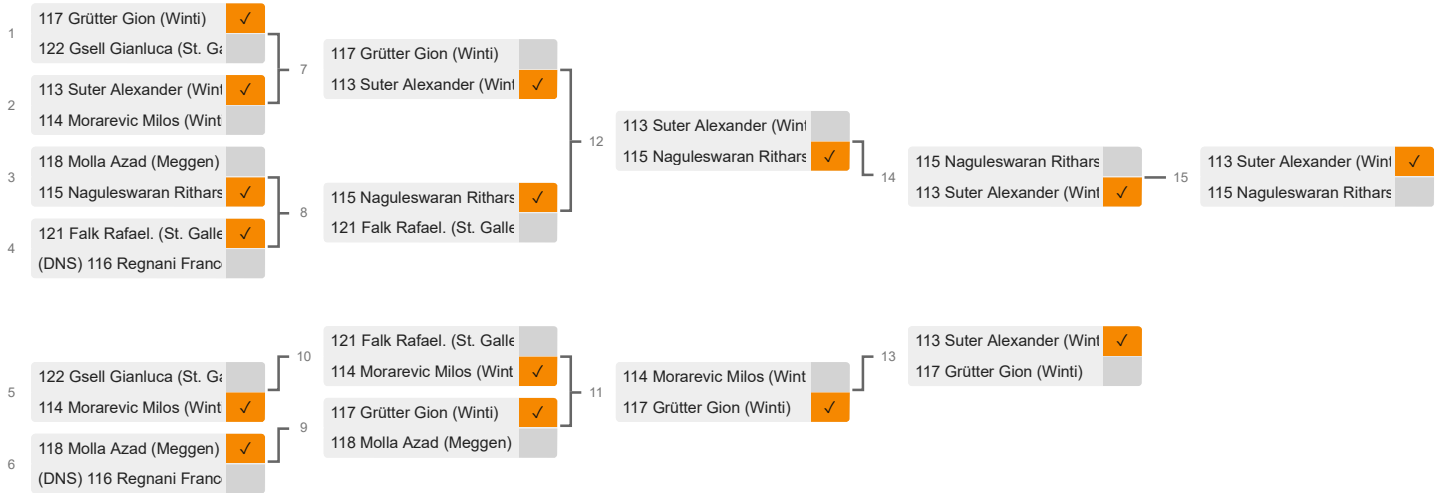 1
117 Grütter Gion (Winti) ✓
122 Gsell Gianluca (St. Ga
2
113 Suter Alexander (Wint ✓
114 Morarevic Milos (Wint
3
118 Molla Azad (Meggen)
115 Naguleswaran Rithars ✓
4
121 Falk Rafael. (St. Galle ✓
(DNS) 116 Regnani Franc
7
117 Grütter Gion (Winti)
113 Suter Alexander (Wint ✓
8
115 Naguleswaran Rithars ✓
121 Falk Rafael. (St. Galle
12
113 Suter Alexander (Wint
115 Naguleswaran Rithars ✓
14
115 Naguleswaran Rithars
113 Suter Alexander (Wint ✓
15
113 Suter Alexander (Wint ✓
115 Naguleswaran Rithars
5
122 Gsell Gianluca (St. Ga
114 Morarevic Milos (Wint ✓
6
118 Molla Azad (Meggen) ✓
(DNS) 116 Regnani Franc
10
121 Falk Rafael. (St. Galle
114 Morarevic Milos (Wint ✓
9
117 Grütter Gion (Winti) ✓
118 Molla Azad (Meggen)
11
114 Morarevic Milos (Wint
117 Grütter Gion (Winti) ✓
13
113 Suter Alexander (Wint ✓
117 Grütter Gion (Winti)